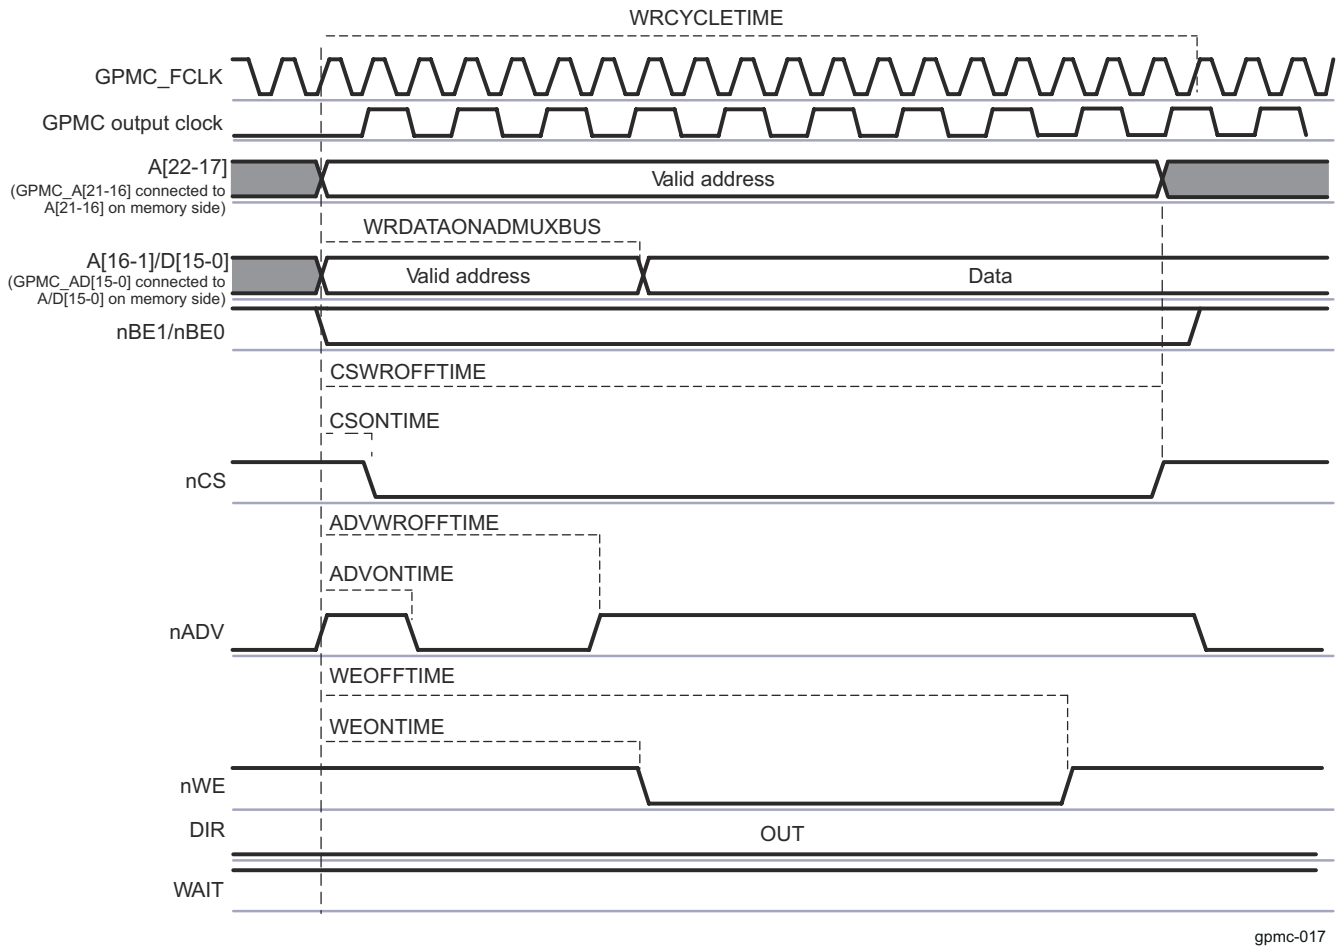 WRCYCLETIME
GPMC_FCLK
GPMC output clock
A[22-17]
(GPMC_A[21-16] connected to
A[21-16] on memory side)
Valid address
WRDATAONADMUXBUS
A[16-1]/D[15-0]
(GPMC_AD[15-0] connected to
A/D[15-0] on memory side)
Valid address
Data
nBE1/nBE0
CSWROFFTIME
CSONTIME
nCS
ADVWROFFTIME
ADVONTIME
nADV
WEOFFTIME
WEONTIME
nWE
DIR
OUT
WAIT
gpmc-017